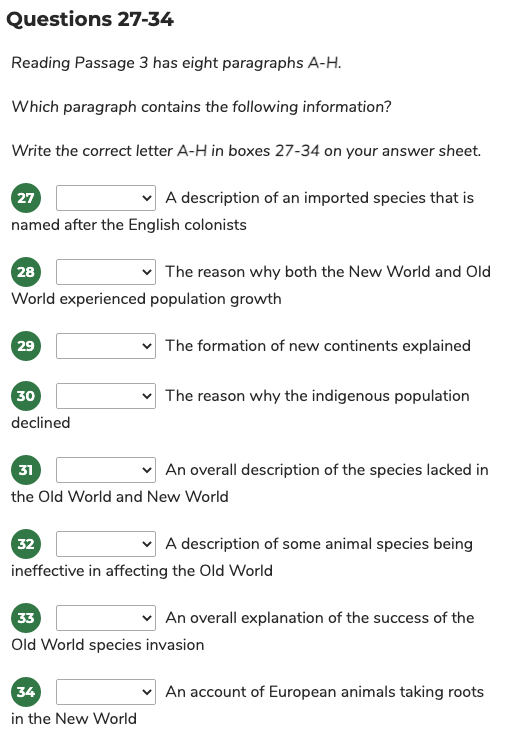 Questions 27-34
Reading Passage 3 has eight paragraphs A-H.
Which paragraph contains the following information?
Write the correct letter A-H in boxes 27-34 on your answer sheet.
27 A description of an imported species that is
named after the English colonists
28 The reason why both the New World and Old
World experienced population growth
29 The formation of new continents explained
30 The reason why the indigenous population
declined
31 An overall description of the species lacked in
the Old World and New World
32 A description of some animal species being
ineffective in affecting the Old World
33 An overall explanation of the success of the
Old World species invasion
34 An account of European animals taking roots
in the New World